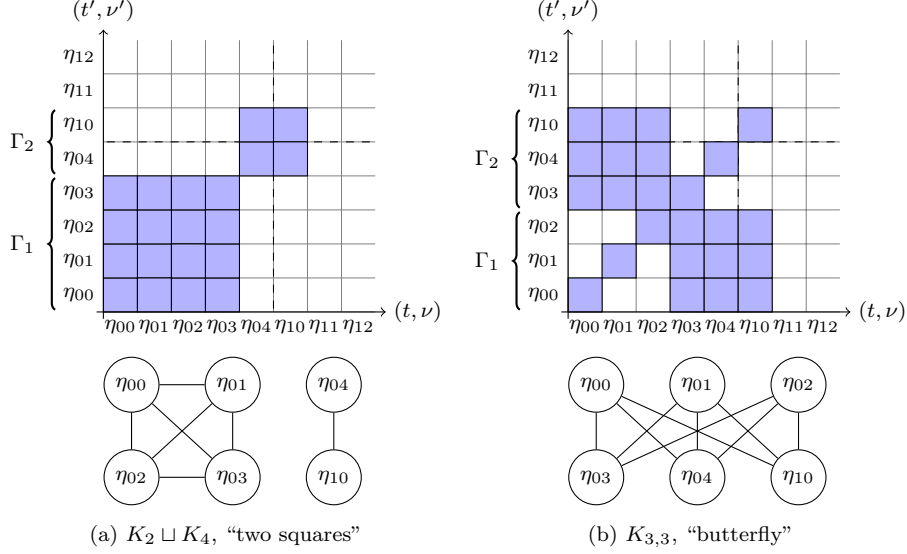 (t′, ν′)
η₁₂
η₁₁
η₁₀
η₀₄
η₀₃
η₀₂
η₀₁
η₀₀
Γ₂
Γ₁
η₀₀ η₀₁ η₀₂ η₀₃ η₀₄ η₁₀ η₁₁ η₁₂
(t, ν)
η₀₀ η₀₁ η₀₄
η₀₂ η₀₃ η₁₀
(a) K₂ ⊔ K₄, “two squares”
(t′, ν′)
η₁₂
η₁₁
η₁₀
η₀₄
η₀₃
η₀₂
η₀₁
η₀₀
Γ₂
Γ₁
η₀₀ η₀₁ η₀₂ η₀₃ η₀₄ η₁₀ η₁₁ η₁₂
(t, ν)
η₀₀ η₀₁ η₀₂
η₀₃ η₀₄ η₁₀
(b) K₃,₃, “butterfly”